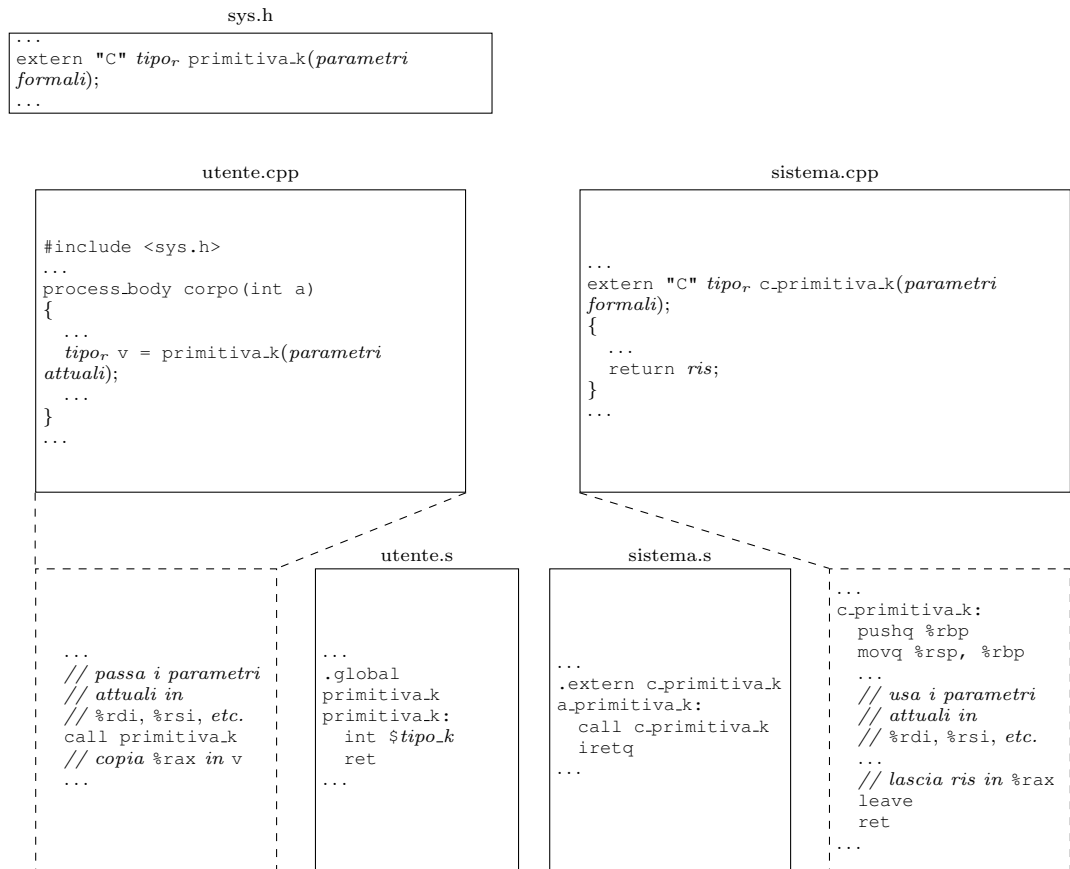 sys.h
...
extern "C" tipo_r primitiva_k(parametri
formali);
...
utente.cpp
#include <sys.h>
...
process_body corpo(int a)
{
...
tipo_r v = primitiva_k(parametri
attuali);
...
}
...
sistema.cpp
...
extern "C" tipo_r c_primitiva_k(parametri
formali);
{
...
return ris;
}
...
...
// passa i parametri
// attuali in
// %rdi, %rsi, etc.
call primitiva_k
// copia %rax in v
...
utente.s
...
.global
primitiva_k
primitiva_k:
int $tipo_k
ret
...
sistema.s
...
.extern c_primitiva_k
a_primitiva_k:
call c_primitiva_k
iretq
...
...
c_primitiva_k:
pushq %rbp
movq %rsp, %rbp
...
// usa i parametri
// attuali in
// %rdi, %rsi, etc.
...
// lascia ris in %rax
leave
ret
...